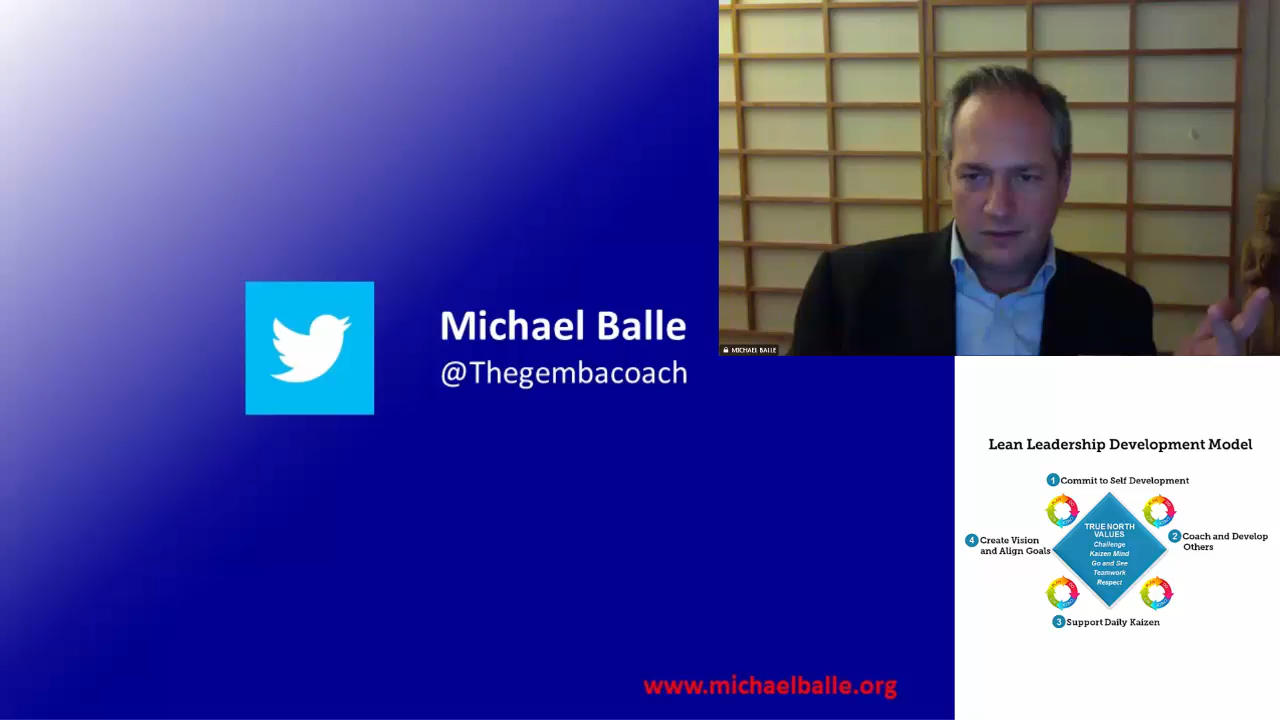 Michael Balle
@Thegembacoach
www.michaelballe.org
MICHAEL BALLE
Lean Leadership Development Model
1 Commit to Self Development
2 Coach and Develop
Others
3 Support Daily Kaizen
4 Create Vision
and Align Goals
TRUE NORTH
VALUES
Challenge
Kaizen Mind
Go and See
Teamwork
Respect